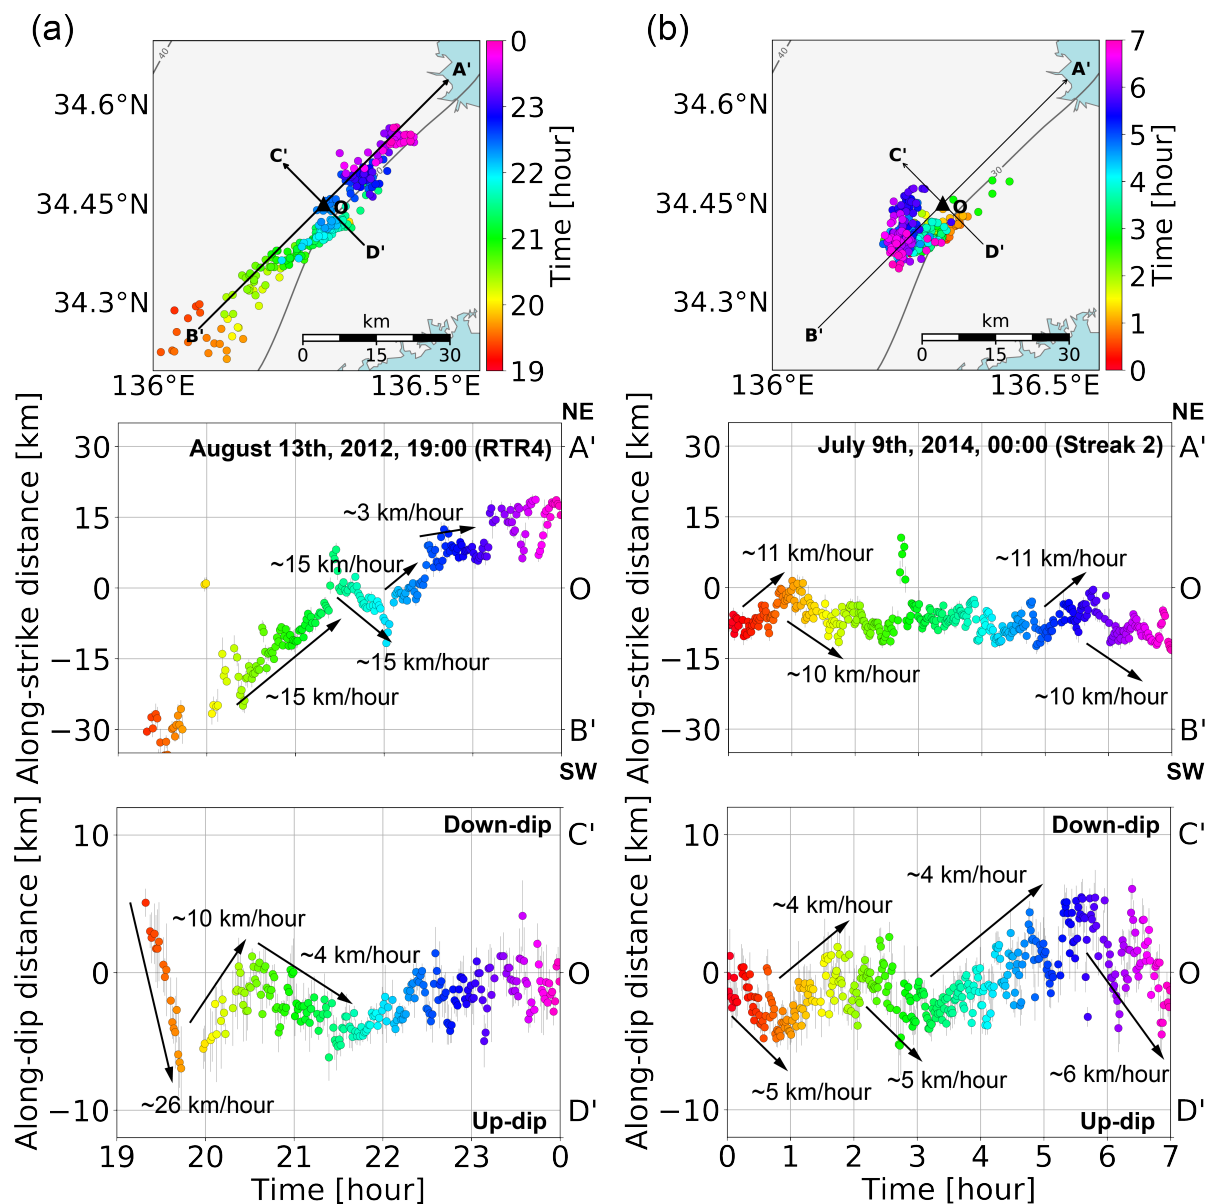 (a)
40
A'
C'
30
O
D'
B'
km
0 15 30
34.6°N
34.45°N
34.3°N
136°E 136.5°E
0
23
22
21
20
19
Time [hour]
(b)
40
A'
C'
30
O
D'
B'
km
0 15 30
34.6°N
34.45°N
34.3°N
136°E 136.5°E
7
6
5
4
3
2
1
0
Time [hour]
NE
August 13th, 2012, 19:00 (RTR4)
A'
~3 km/hour
~15 km/hour
O
~15 km/hour
~15 km/hour
B'
SW
30
15
0
−15
−30
Along-strike distance [km]
NE
July 9th, 2014, 00:00 (Streak 2)
A'
~11 km/hour
~11 km/hour
O
~10 km/hour
~10 km/hour
B'
SW
30
15
0
−15
−30
Along-strike distance [km]
Down-dip
C'
~10 km/hour
~4 km/hour
O
~26 km/hour
Up-dip
D'
10
0
−10
Along-dip distance [km]
19 20 21 22 23 0
Time [hour]
Down-dip
C'
~4 km/hour
~4 km/hour
O
~5 km/hour
~5 km/hour
~6 km/hour
Up-dip
D'
10
0
−10
Along-dip distance [km]
0 1 2 3 4 5 6 7
Time [hour]